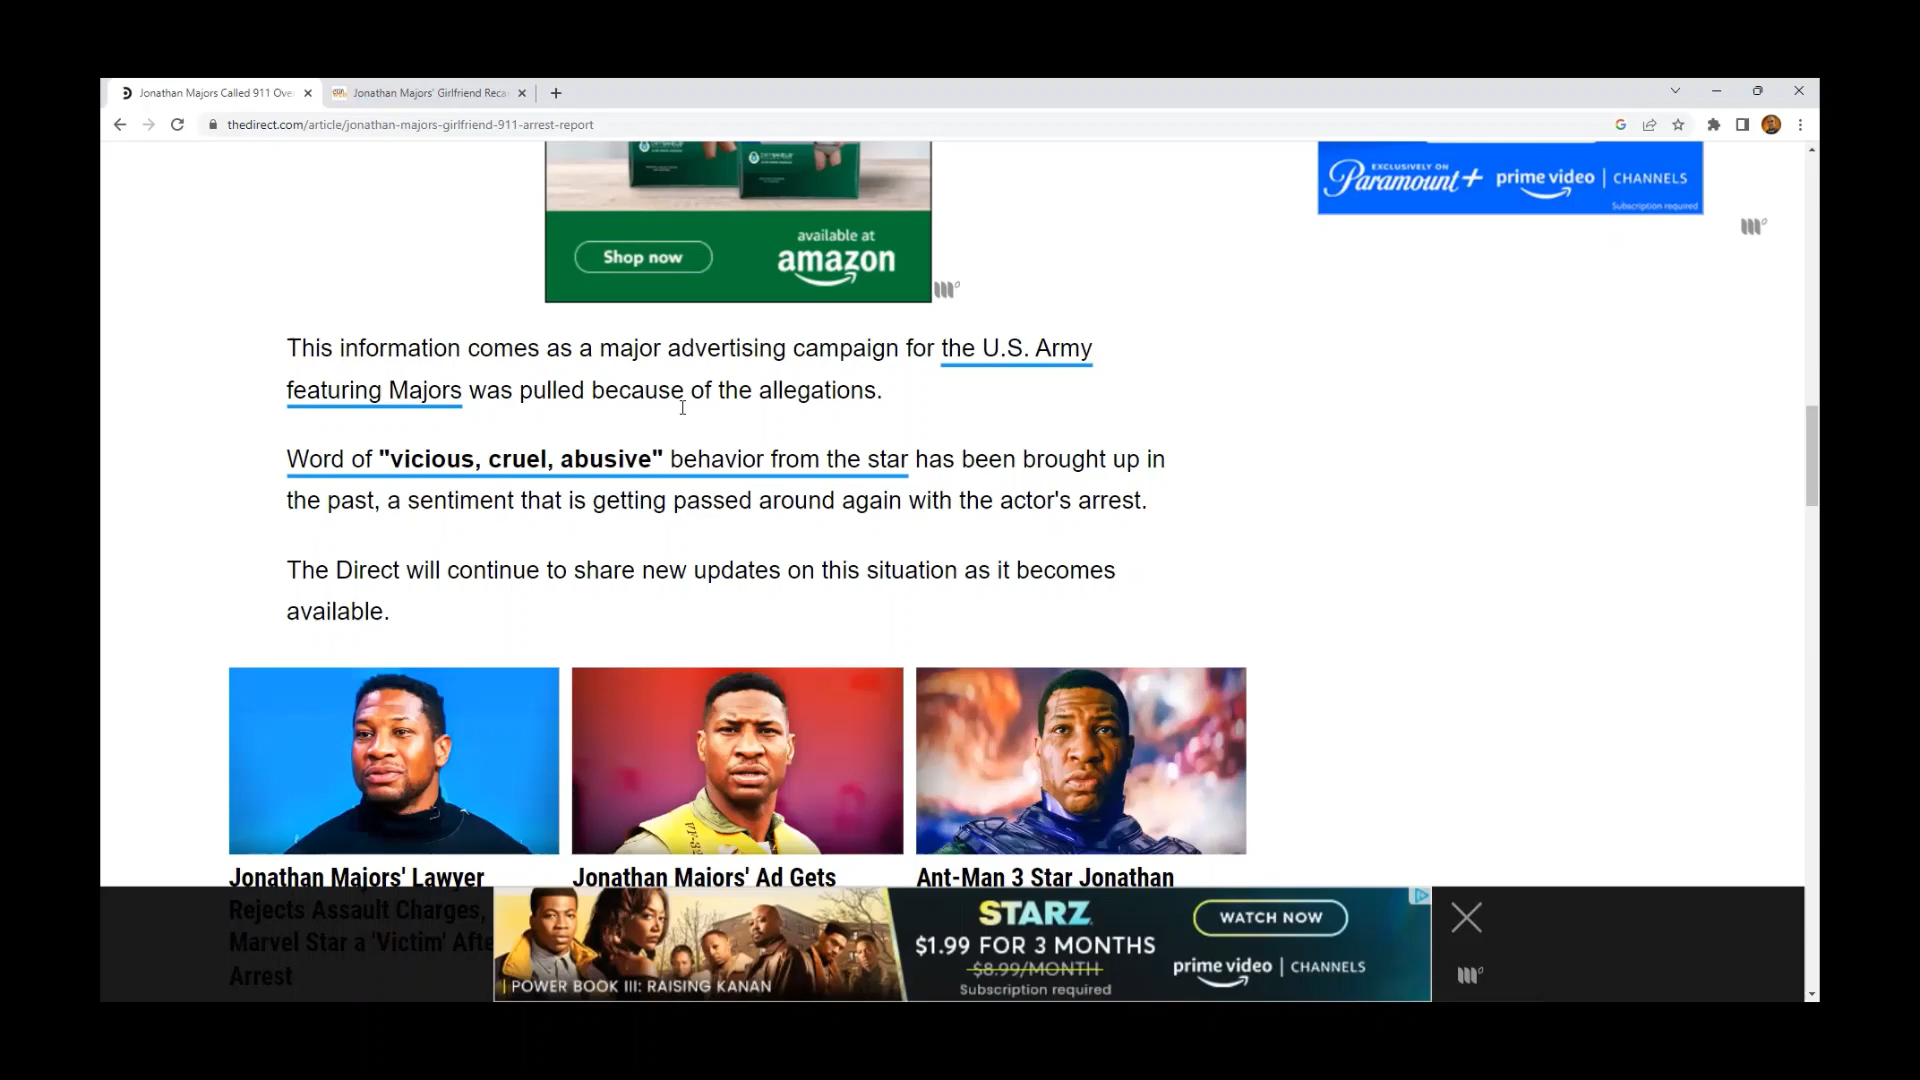 Jonathan Majors Called 911 Ove
Jonathan Majors' Girlfriend Reca
thedirect.com/article/jonathan-majors-girlfriend-911-arrest-report
EXCLUSIVELY ON
Paramount+ prime video | CHANNELS
Subscription required
Shop now
available at
amazon
This information comes as a major advertising campaign for the U.S. Army
featuring Majors was pulled because of the allegations.
Word of "vicious, cruel, abusive" behavior from the star has been brought up in
the past, a sentiment that is getting passed around again with the actor's arrest.
The Direct will continue to share new updates on this situation as it becomes
available.
Jonathan Majors' Lawyer
Rejects Assault Charges,
Marvel Star a 'Victim' Afte
Arrest
Jonathan Majors' Ad Gets
Ant-Man 3 Star Jonathan
POWER BOOK III: RAISING KANAN
STARZ
$1.99 FOR 3 MONTHS
$8.99/MONTH
Subscription required
WATCH NOW
prime video | CHANNELS